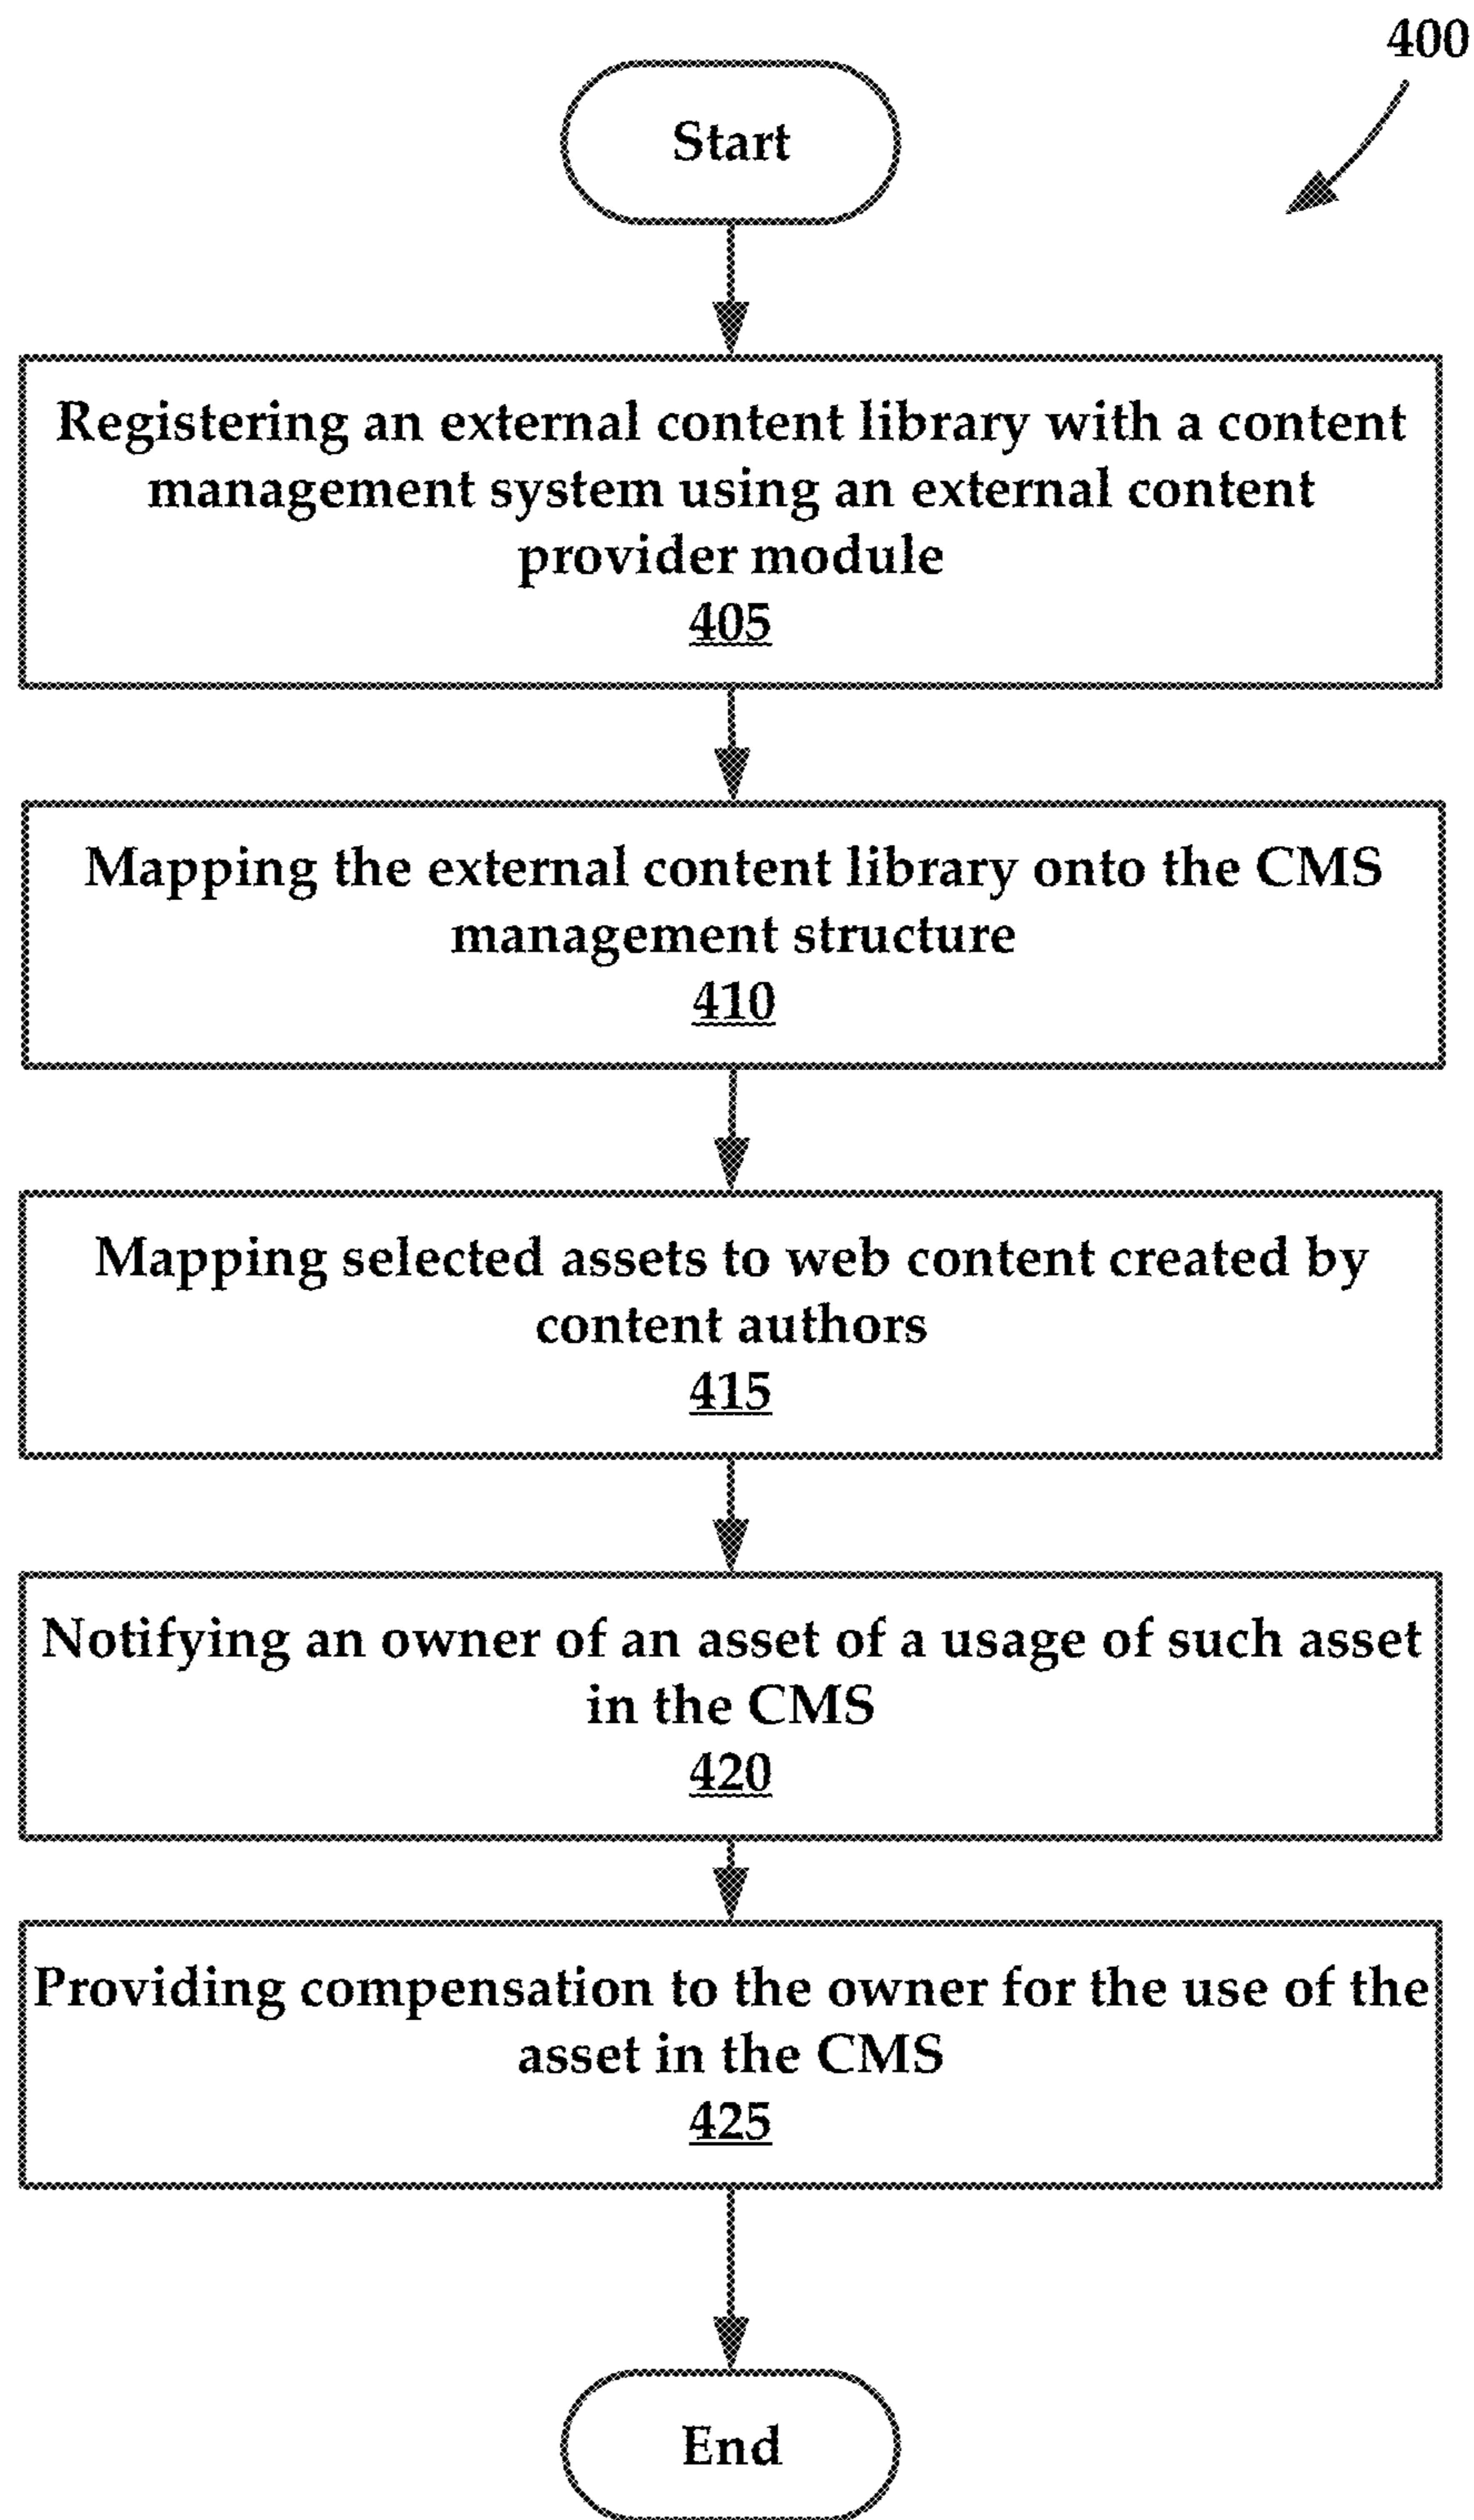 400
Start
Registering an external content library with a content
management system using an external content
provider module
405
Mapping the external content library onto the CMS
management structure
410
Mapping selected assets to web content created by
content authors
415
Notifying an owner of an asset of a usage of such asset
in the CMS
420
Providing compensation to the owner for the use of the
asset in the CMS
425
End